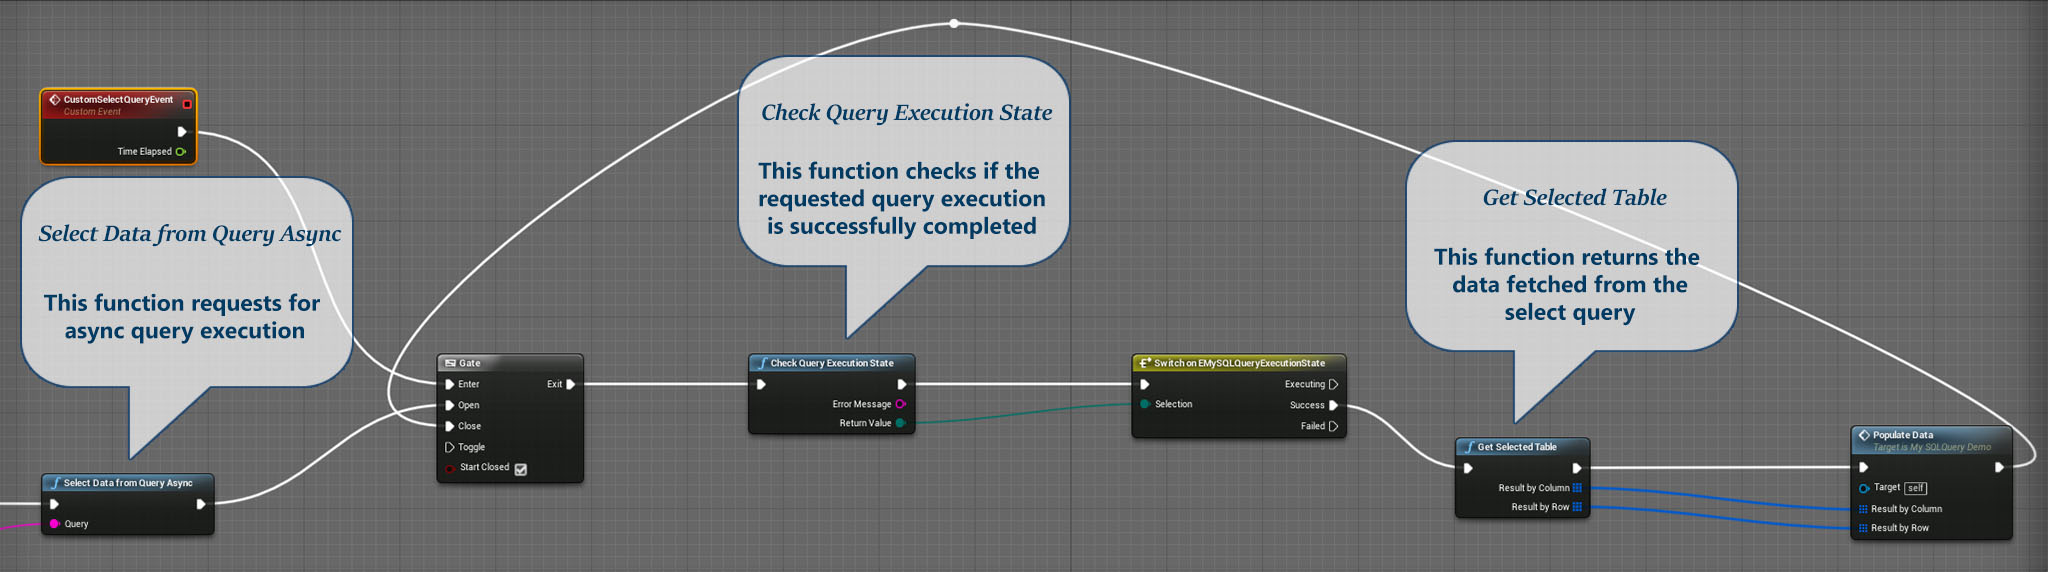 CustomSelectQueryEvent
Custom Event
Time Elapsed
Select Data from Query Async
This function requests for
async query execution
Select Data from Query Async
Query
Gate
Enter
Exit
Open
Close
Toggle
Start Closed
Check Query Execution State
This function checks if the
requested query execution
is successfully completed
Check Query Execution State
Error Message
Return Value
Switch on EMySQLQueryExecutionState
Executing
Selection
Success
Failed
Get Selected Table
This function returns the
data fetched from the
select query
Get Selected Table
Result by Column
Result by Row
Populate Data
Target is My SQLQuery Demo
Target self
Result by Column
Result by Row